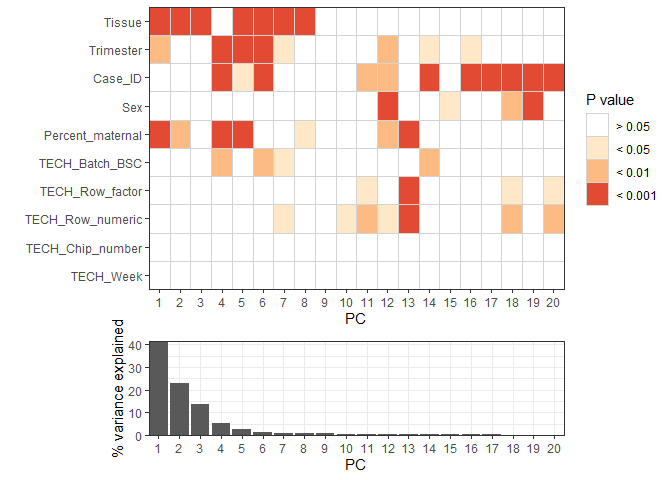 Tissue
Trimester
Case_ID
Sex
Percent_maternal
TECH_Batch_BSC
TECH_Row_factor
TECH_Row_numeric
TECH_Chip_number
TECH_Week
1 2 3 4 5 6 7 8 9 10 11 12 13 14 15 16 17 18 19 20
PC
P value
> 0.05
< 0.05
< 0.01
< 0.001
% variance explained
40
30
20
10
0
1 2 3 4 5 6 7 8 9 10 11 12 13 14 15 16 17 18 19 20
PC